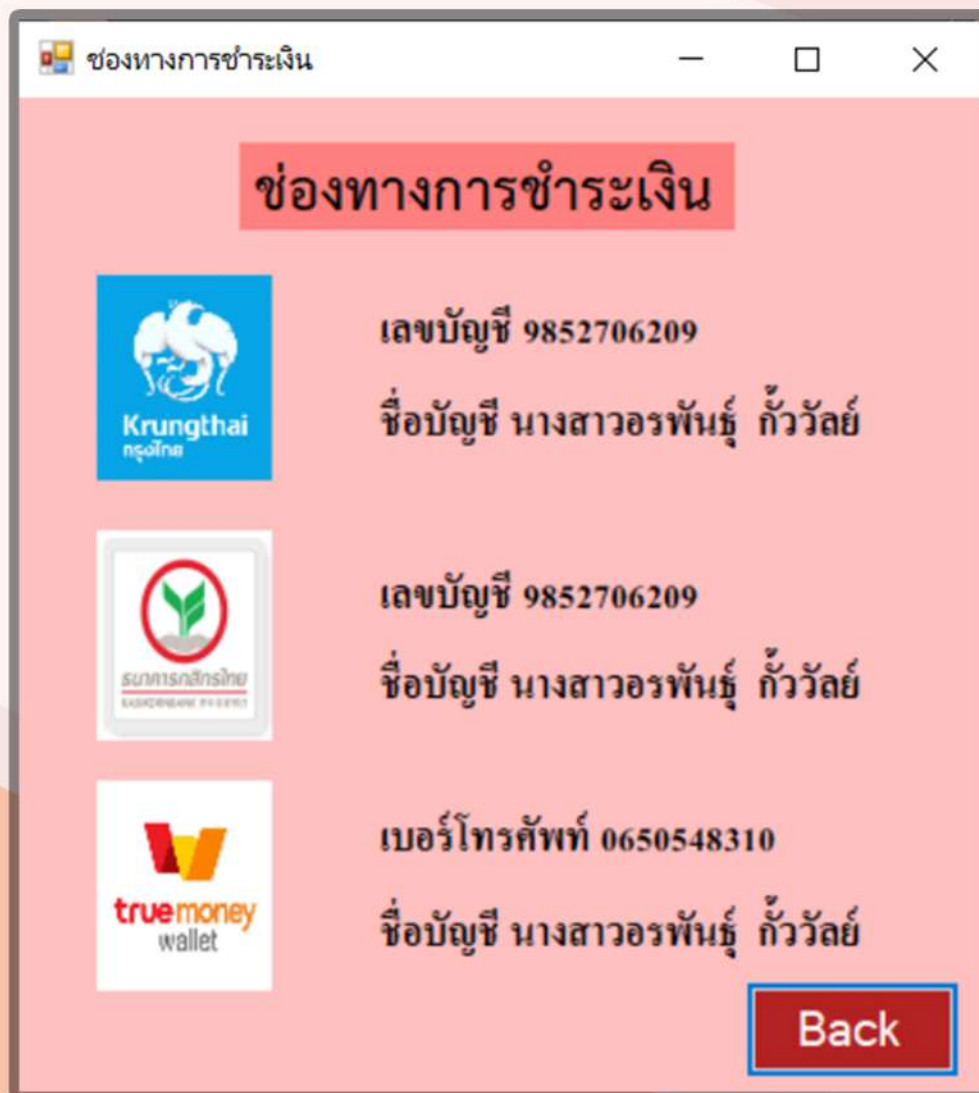 ช่องทางการชำระเงิน
ช่องทางการชำระเงิน
Krungthai
กรุงไทย
เลขบัญชี 9852706209
ชื่อบัญชี นางสาวอรพันธุ์ กั้ววัลย์
ธนาคารกสิกรไทย
เลขบัญชี 9852706209
ชื่อบัญชี นางสาวอรพันธุ์ กั้ววัลย์
truemoney
wallet
เบอร์โทรศัพท์ 0650548310
ชื่อบัญชี นางสาวอรพันธุ์ กั้ววัลย์
Back